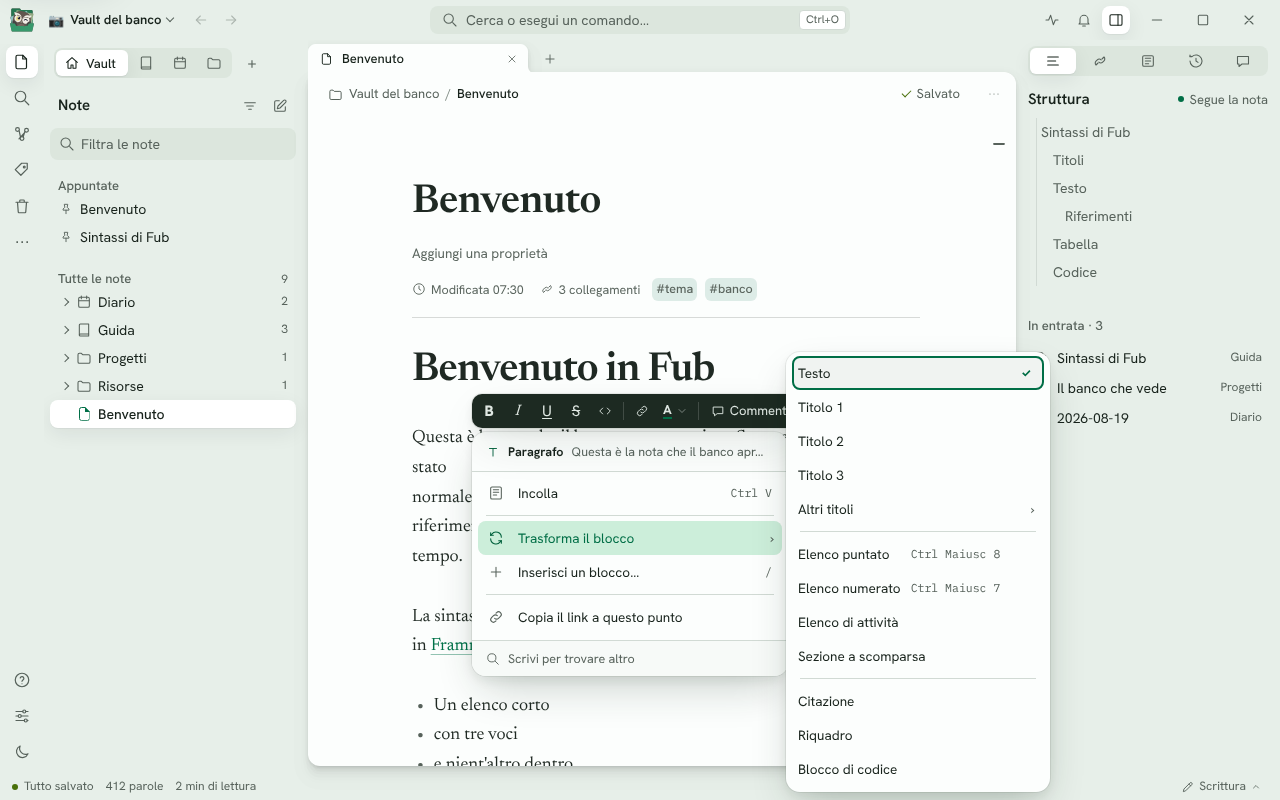 Vault del banco
Cerca o esegui un comando...
Ctrl+O
Vault
Note
Filtra le note
Appuntate
Benvenuto
Sintassi di Fub
Tutte le note 9
Diario 2
Guida 3
Progetti 1
Risorse 1
Benvenuto
Benvenuto
Vault del banco / Benvenuto
Salvato
Benvenuto
Aggiungi una proprietà
Modificata 07:30
3 collegamenti
#tema
#banco
Benvenuto in Fub
B I U S A Comment
Questa è
stato
normale
riferime
tempo.
La sintas
in Framm
Un elenco corto
con tre voci
e nient'altro dentro
Paragrafo Questa è la nota che il banco apr...
Incolla Ctrl V
Trasforma il blocco
Inserisci un blocco... /
Copia il link a questo punto
Scrivi per trovare altro
Testo
Titolo 1
Titolo 2
Titolo 3
Altri titoli
Elenco puntato Ctrl Maiusc 8
Elenco numerato Ctrl Maiusc 7
Elenco di attività
Sezione a scomparsa
Citazione
Riquadro
Blocco di codice
Struttura
Segue la nota
Sintassi di Fub
Titoli
Testo
Riferimenti
Tabella
Codice
In entrata · 3
Sintassi di Fub Guida
Il banco che vede Progetti
2026-08-19 Diario
Tutto salvato
412 parole
2 min di lettura
Scrittura